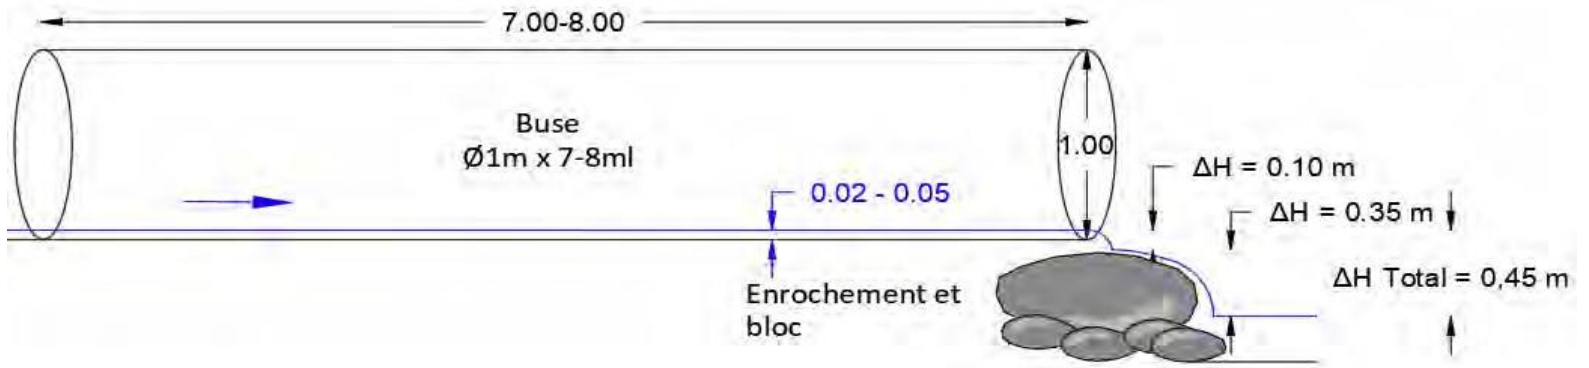 7.00-8.00
Buse
Ø1m x 7-8ml
1.00
0.02 - 0.05
ΔH = 0.10 m
ΔH = 0.35 m
ΔH Total = 0,45 m
Enrochement et
bloc